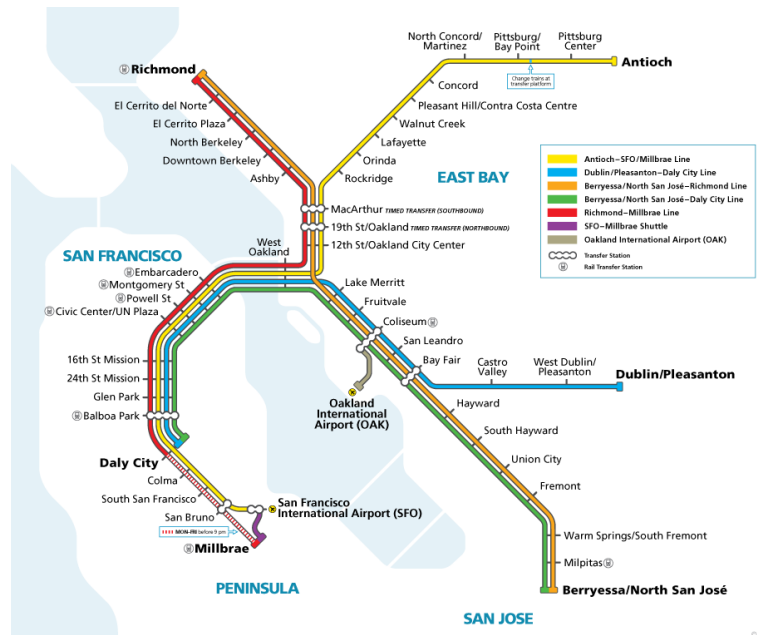 North Concord/
Martinez
Pittsburg/
Bay Point
Pittsburg
Center
Richmond
Antioch
Change trains at
transfer platform
Concord
El Cerrito del Norte
Pleasant Hill/Contra Costa Centre
El Cerrito Plaza
Walnut Creek
North Berkeley
Lafayette
Downtown Berkeley
Orinda
Ashby
Rockridge
EAST BAY
Antioch–SFO/Millbrae Line
Dublin/Pleasanton–Daly City Line
Berryessa/North San José–Richmond Line
Berryessa/North San José–Daly City Line
Richmond–Millbrae Line
SFO–Millbrae Shuttle
Oakland International Airport (OAK)
Transfer Station
Rail Transfer Station
MacArthur TIMED TRANSFER (SOUTHBOUND)
19th St/Oakland TIMED TRANSFER (NORTHBOUND)
12th St/Oakland City Center
West
Oakland
SAN FRANCISCO
Embarcadero
Montgomery St
Powell St
Civic Center/UN Plaza
Lake Merritt
Fruitvale
Coliseum
San Leandro
Bay Fair
Castro
Valley
West Dublin/
Pleasanton
Dublin/Pleasanton
16th St Mission
24th St Mission
Glen Park
Balboa Park
Oakland
International
Airport (OAK)
Hayward
South Hayward
Union City
Fremont
Daly City
Colma
South San Francisco
San Bruno
San Francisco
International Airport (SFO)
MON-FRI before 9 pm
Millbrae
Warm Springs/South Fremont
Milpitas
Berryessa/North San José
PENINSULA
SAN JOSE